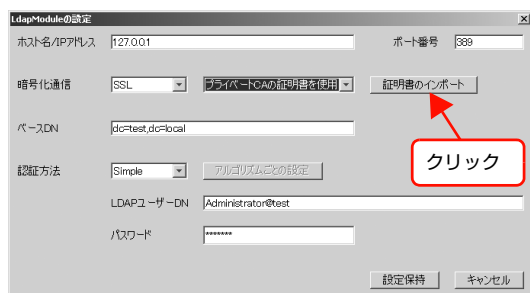 LdapModuleの設定
ホスト名/IPアドレス 127.0.0.1 ポート番号 389
暗号化通信 SSL プライベートCAの証明書を使用 証明書のインポート
ベースDN dc=test,dc=local
クリック
認証方法 Simple アルゴリズムごとの設定
LDAPユーザーDN Administrator@test
パスワード *******
設定保持 キャンセル